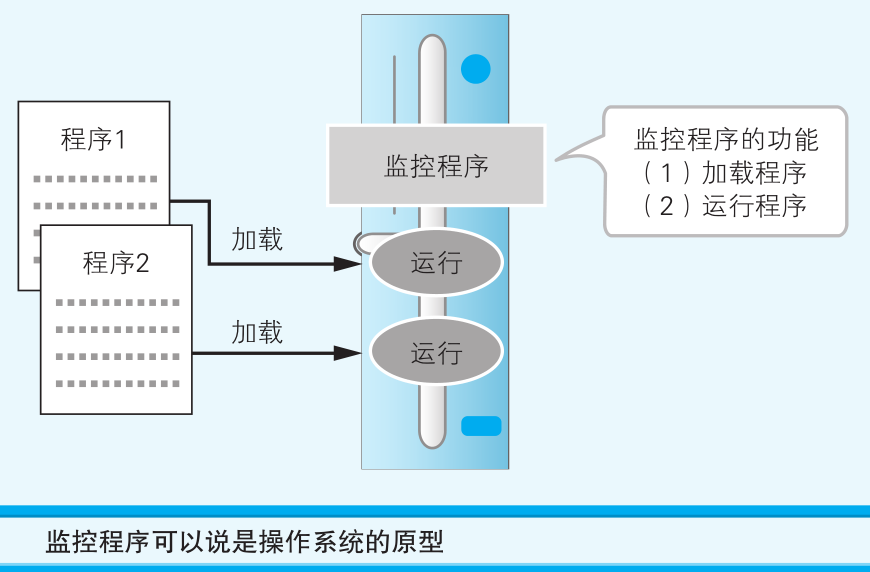 程序1
程序2
加载
加载
监控程序
运行
运行
监控程序的功能
（1）加载程序
（2）运行程序
监控程序可以说是操作系统的原型